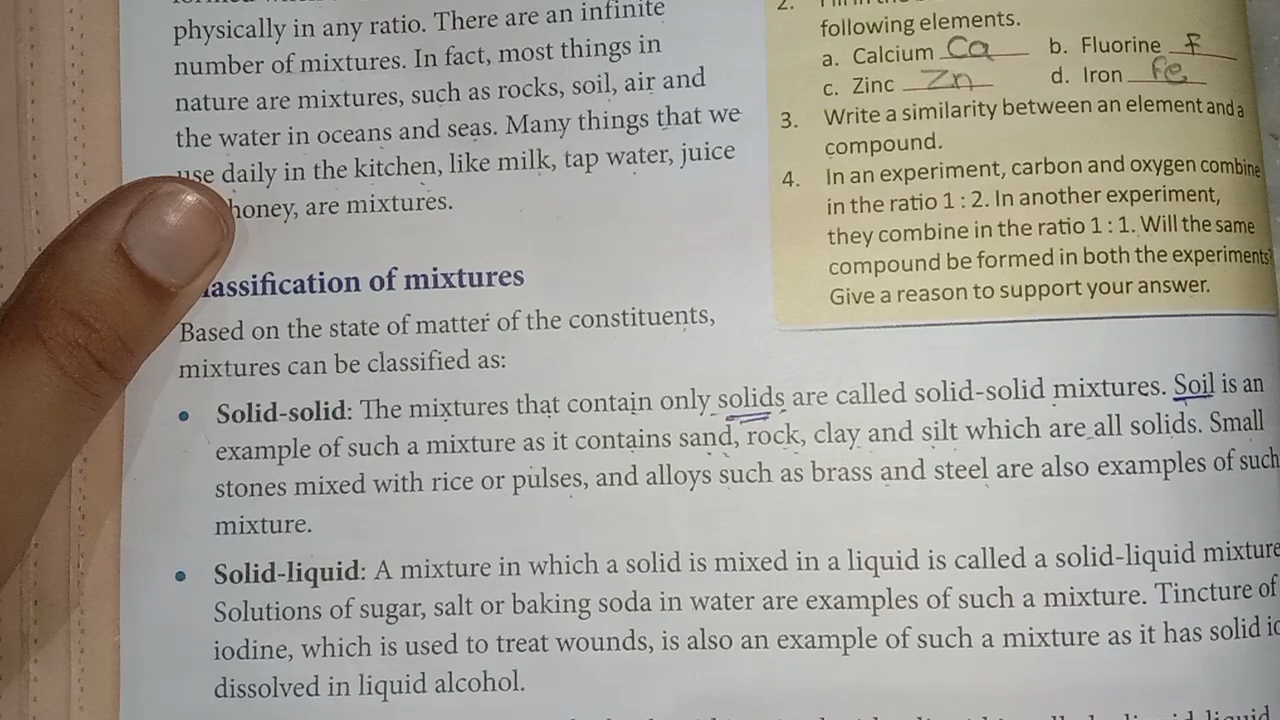 physically in any ratio. There are an infinite
number of mixtures. In fact, most things in
nature are mixtures, such as rocks, soil, air and
the water in oceans and seas. Many things that we
use daily in the kitchen, like milk, tap water, juice
honey, are mixtures.
lassification of mixtures
Based on the state of matter of the constituents,
mixtures can be classified as:
• Solid-solid: The mixtures that contain only solids are called solid-solid mixtures. Soil is an
example of such a mixture as it contains sand, rock, clay and silt which are all solids. Small
stones mixed with rice or pulses, and alloys such as brass and steel are also examples of such
mixture.
• Solid-liquid: A mixture in which a solid is mixed in a liquid is called a solid-liquid mixture
Solutions of sugar, salt or baking soda in water are examples of such a mixture. Tincture of
iodine, which is used to treat wounds, is also an example of such a mixture as it has solid
dissolved in liquid alcohol.
2.
following elements.
a. Calcium Ca b. Fluorine F
c. Zinc Zn d. Iron Fe
3. Write a similarity between an element and a
compound.
4. In an experiment, carbon and oxygen combine
in the ratio 1 : 2. In another experiment,
they combine in the ratio 1 : 1. Will the same
compound be formed in both the experiments?
Give a reason to support your answer.